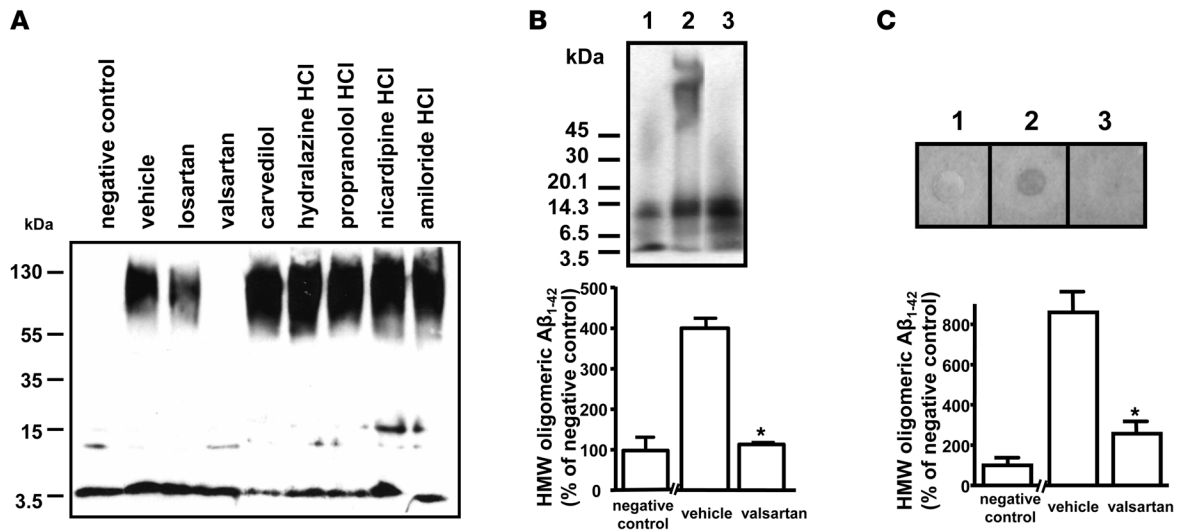 A
negative control
vehicle
losartan
valsartan
carvedilol
hydralazine HCl
propranolol HCl
nicardipine HCl
amiloride HCl
kDa
130
55
35
15
3.5
B
1 2 3
kDa
45
30
20.1
14.3
6.5
3.5
HMW oligomeric Aβ1-42
(% of negative control)
500
400
300
200
100
0
*
negative
control
vehicle
valsartan
C
1 2 3
HMW oligomeric Aβ1-42
(% of negative control)
800
600
400
200
0
*
negative
control
vehicle
valsartan